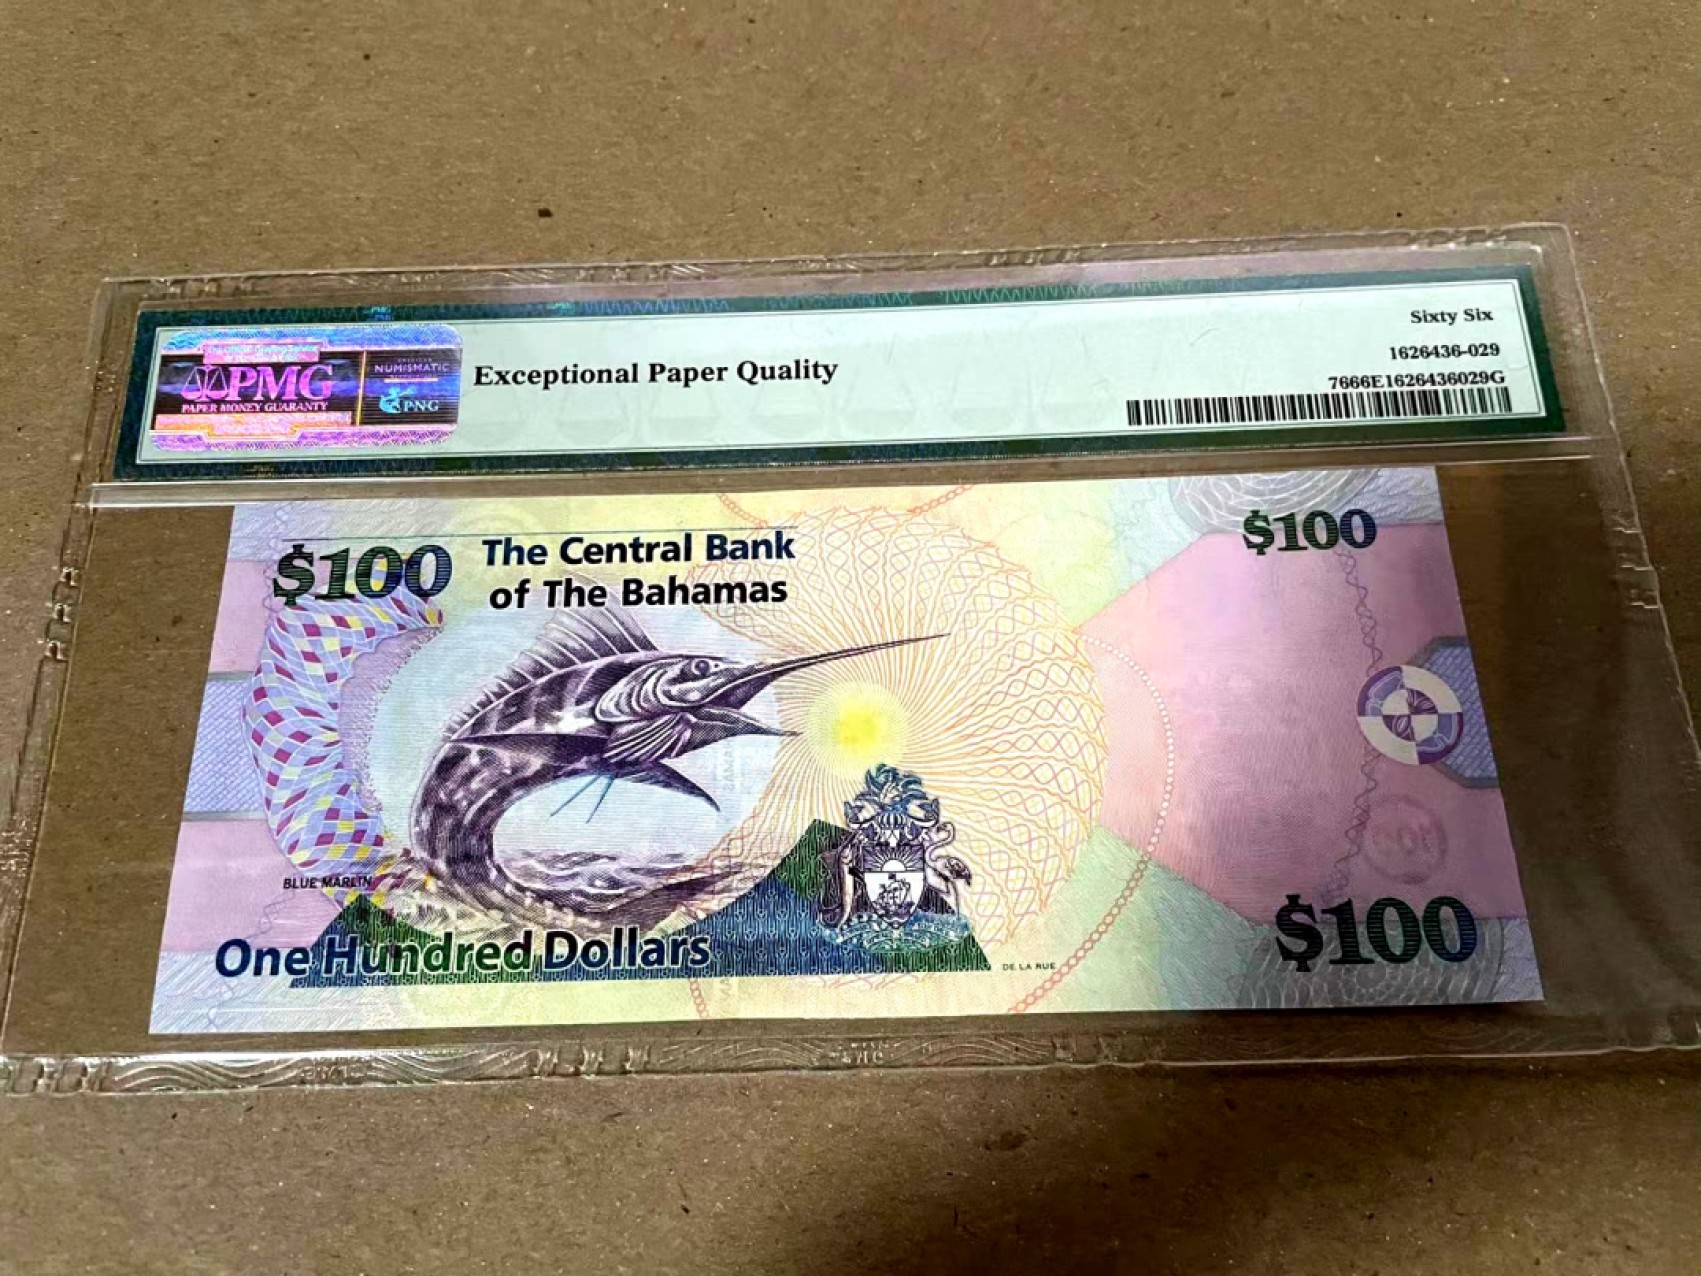 Sixty Six
1626436-029
7666E1626436029G
PMG
PAPER MONEY GUARANTY
NUMISMATIC
PNG
Exceptional Paper Quality
$100
The Central Bank
of The Bahamas
$100
BLUE MARLIN
One Hundred Dollars
DE LA RUE
$100